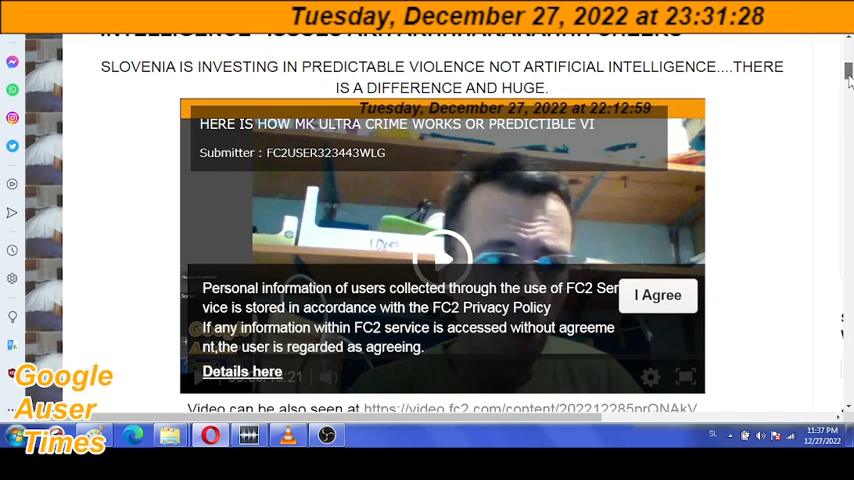 Tuesday, December 27, 2022 at 23:31:28
SLOVENIA IS INVESTING IN PREDICTABLE VIOLENCE NOT ARTIFICIAL INTELLIGENCE....THERE
IS A DIFFERENCE AND HUGE.
Tuesday, December 27, 2022 at 22:12:59
HERE IS HOW MK ULTRA CRIME WORKS OR PREDICTIBLE VI
Submitter : FC2USER323443WLG
Personal information of users collected through the use of FC2 Ser
vice is stored in accordance with the FC2 Privacy Policy
If any information within FC2 service is accessed without agreeme
nt,the user is regarded as agreeing.
I Agree
Details here
Video can be also seen at https://video.fc2.com/content/202212285prQNAkV
Google
Auser
Times
SL
11:37 PM
12/27/2022